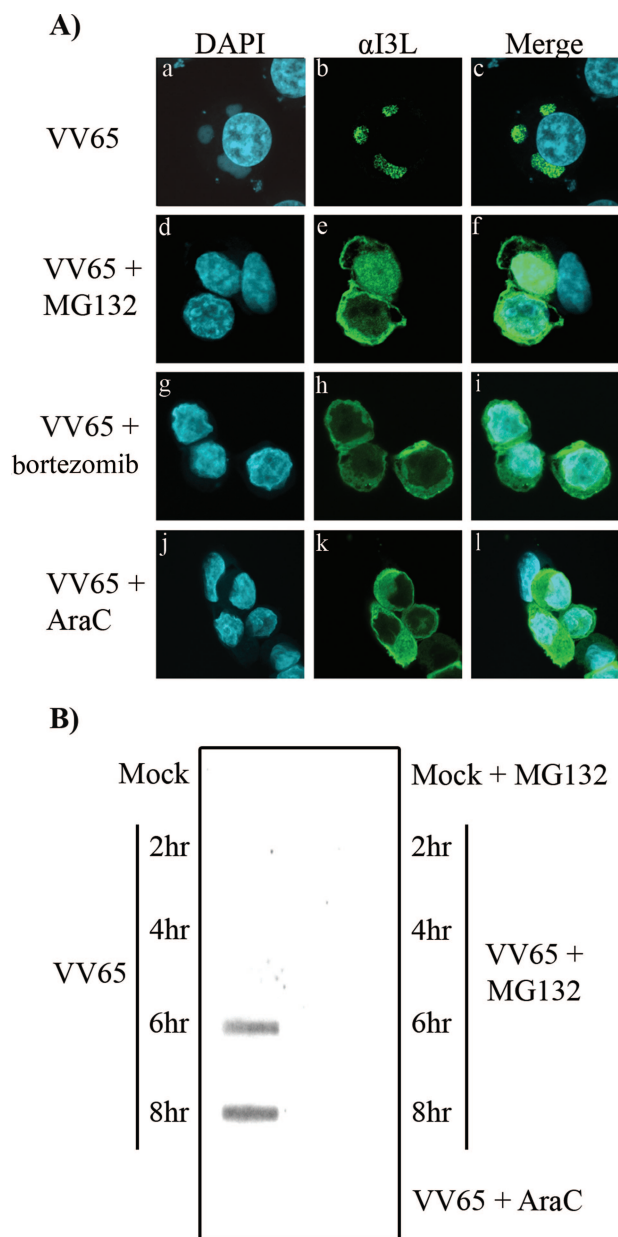 A)
DAPI αI3L Merge
VV65
a b c
VV65 +
MG132
d e f
VV65 +
bortezomib
g h i
VV65 +
AraC
j k l
B)
Mock Mock + MG132
2hr 2hr
4hr 4hr
VV65
VV65 +
MG132
6hr 6hr
8hr 8hr
VV65 + AraC